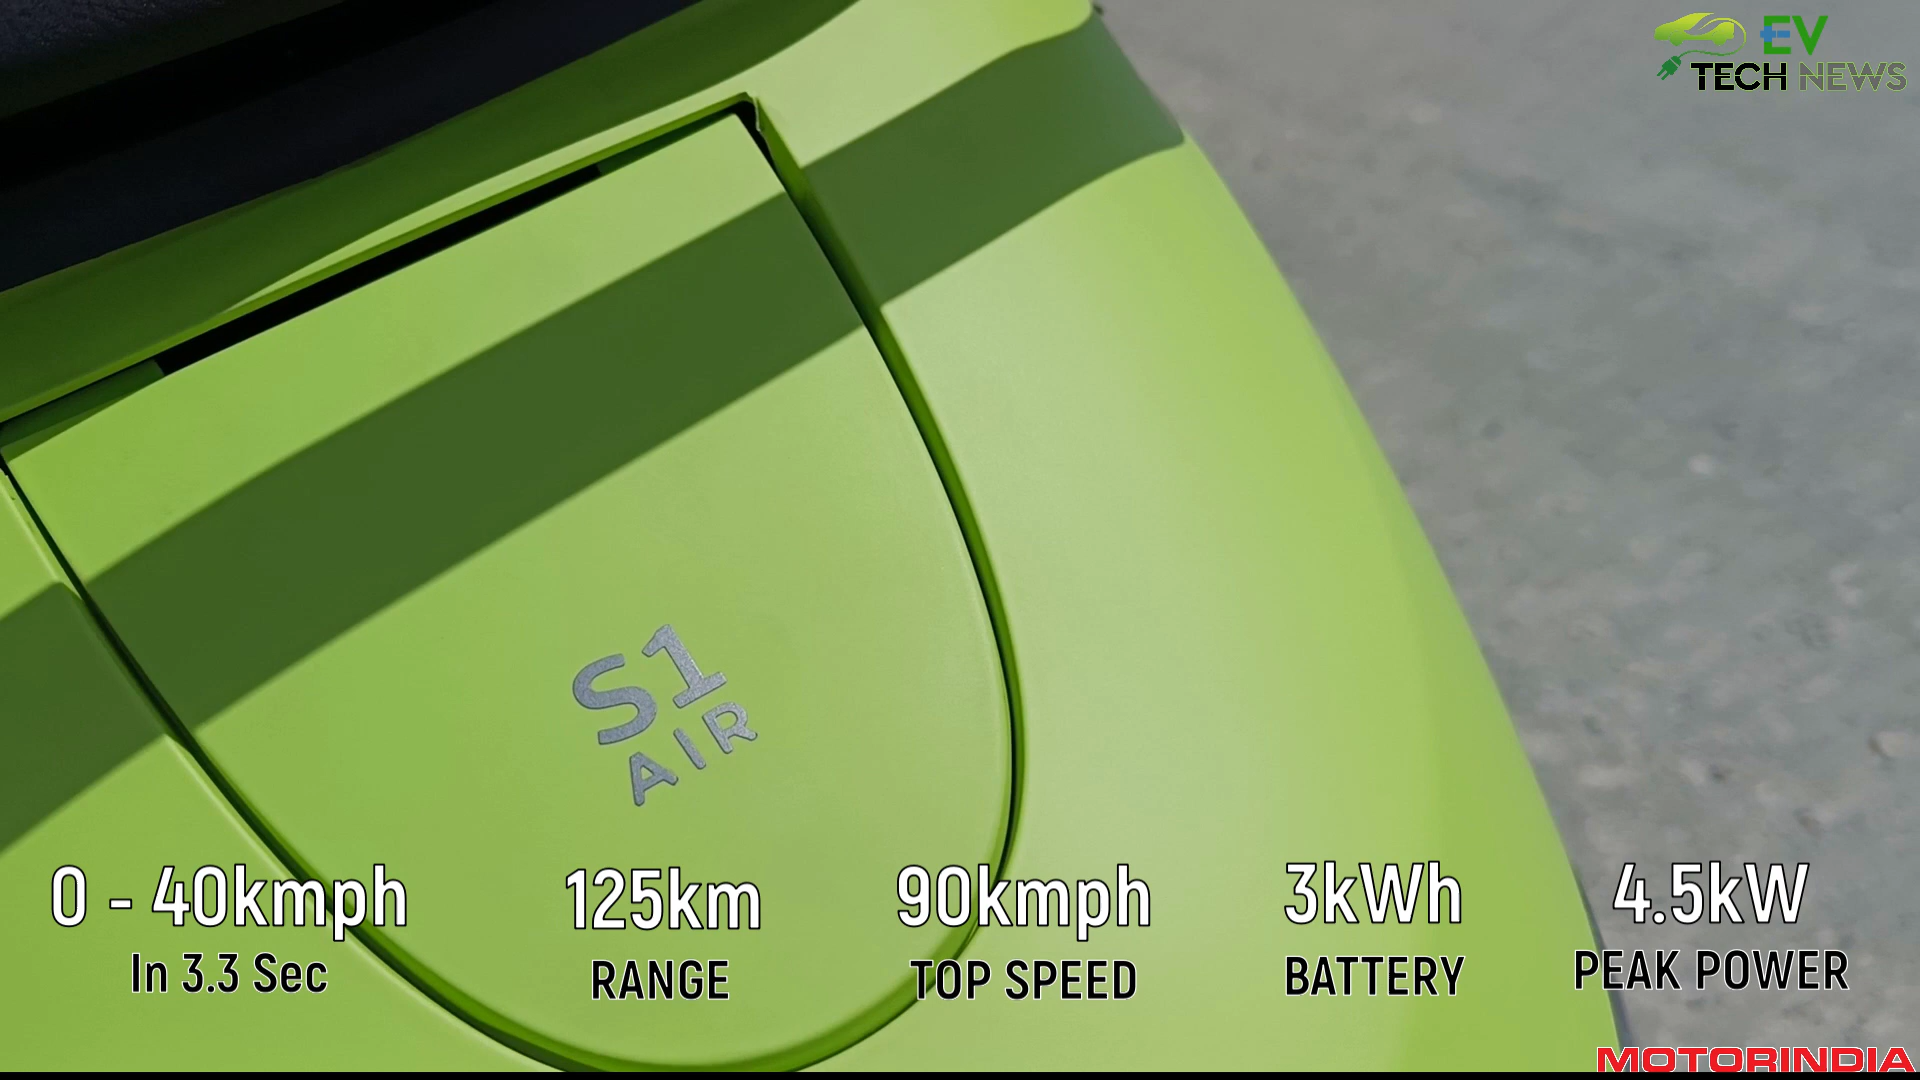 EV
TECH NEWS
S1
AIR
0 - 40kmph
In 3.3 Sec
125km
RANGE
90kmph
TOP SPEED
3kWh
BATTERY
4.5kW
PEAK POWER
MOTORINDIA